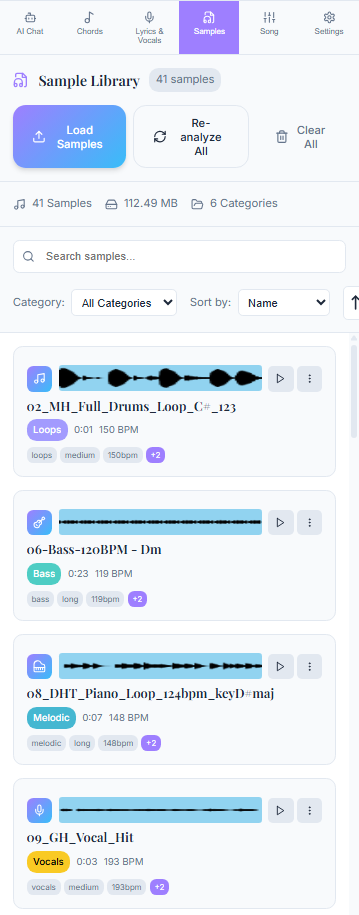 AI Chat
Chords
Lyrics &
Vocals
Samples
Song
Settings
Sample Library
41 samples
Load
Samples
Re-
analyze
All
Clear
All
41 Samples
112.49 MB
6 Categories
Search samples...
Category:
All Categories
Sort by:
Name
02_MH_Full_Drums_Loop_C#_123
Loops
0:01
150 BPM
loops
medium
150bpm
+2
06-Bass-120BPM - Dm
Bass
0:23
119 BPM
bass
long
119bpm
+2
08_DHT_Piano_Loop_124bpm_keyD#maj
Melodic
0:07
148 BPM
melodic
long
148bpm
+2
09_GH_Vocal_Hit
Vocals
0:03
193 BPM
vocals
medium
193bpm
+2